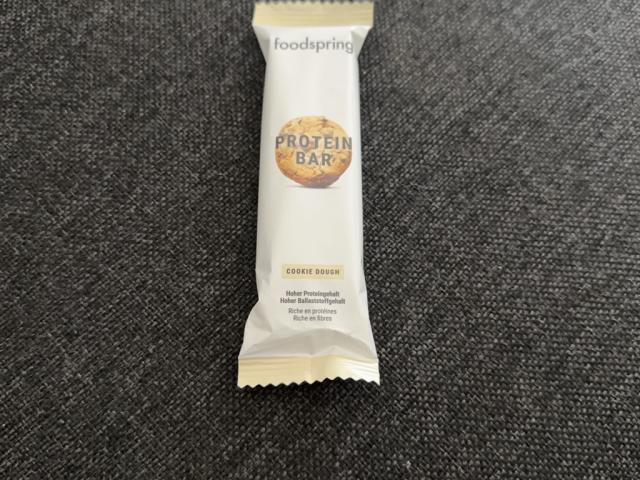 foodspring
PROTEIN
BAR
COOKIE DOUGH
Hoher Proteingehalt
Hoher Ballaststoffgehalt
Riche en protéines
Riche en fibres